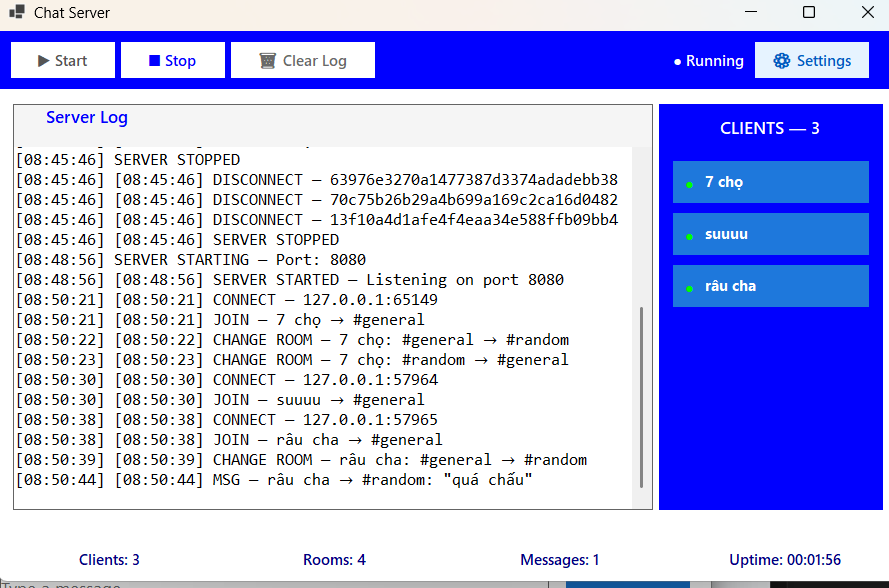 Chat Server
Start
Stop
Clear Log
● Running
Settings
Server Log
[08:45:46] SERVER STOPPED
[08:45:46] [08:45:46] DISCONNECT — 63976e3270a1477387d3374adadebb38
[08:45:46] [08:45:46] DISCONNECT — 70c75b26b29a4b699a169c2ca16d0482
[08:45:46] [08:45:46] DISCONNECT — 13f10a4d1afe4f4eaa34e588ffb09bb4
[08:45:46] [08:45:46] SERVER STOPPED
[08:48:56] SERVER STARTING — Port: 8080
[08:48:56] [08:48:56] SERVER STARTED — Listening on port 8080
[08:50:21] [08:50:21] CONNECT — 127.0.0.1:65149
[08:50:21] [08:50:21] JOIN — 7 chọ → #general
[08:50:22] [08:50:22] CHANGE ROOM — 7 chọ: #general → #random
[08:50:23] [08:50:23] CHANGE ROOM — 7 chọ: #random → #general
[08:50:30] [08:50:30] CONNECT — 127.0.0.1:57964
[08:50:30] [08:50:30] JOIN — suuuu → #general
[08:50:38] [08:50:38] CONNECT — 127.0.0.1:57965
[08:50:38] [08:50:38] JOIN — râu cha → #general
[08:50:39] [08:50:39] CHANGE ROOM — râu cha: #general → #random
[08:50:44] [08:50:44] MSG — râu cha → #random: "quá chấu"
CLIENTS — 3
7 chọ
suuuu
râu cha
Clients: 3
Rooms: 4
Messages: 1
Uptime: 00:01:56
Type a message